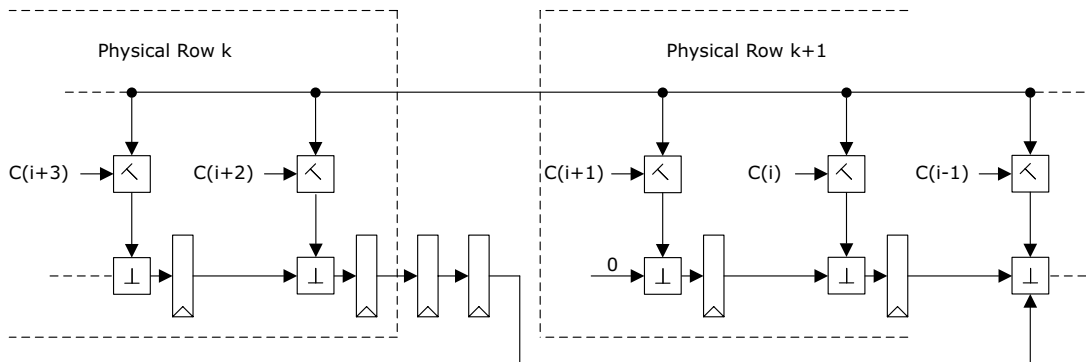 Physical Row k
Physical Row k+1
C(i+3)
C(i+2)
C(i+1)
C(i)
C(i-1)
0